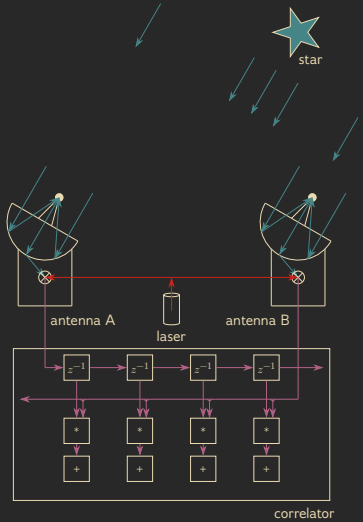 star
antenna A
antenna B
laser
z⁻¹ z⁻¹ z⁻¹ z⁻¹
* * * *
+ + + +
correlator